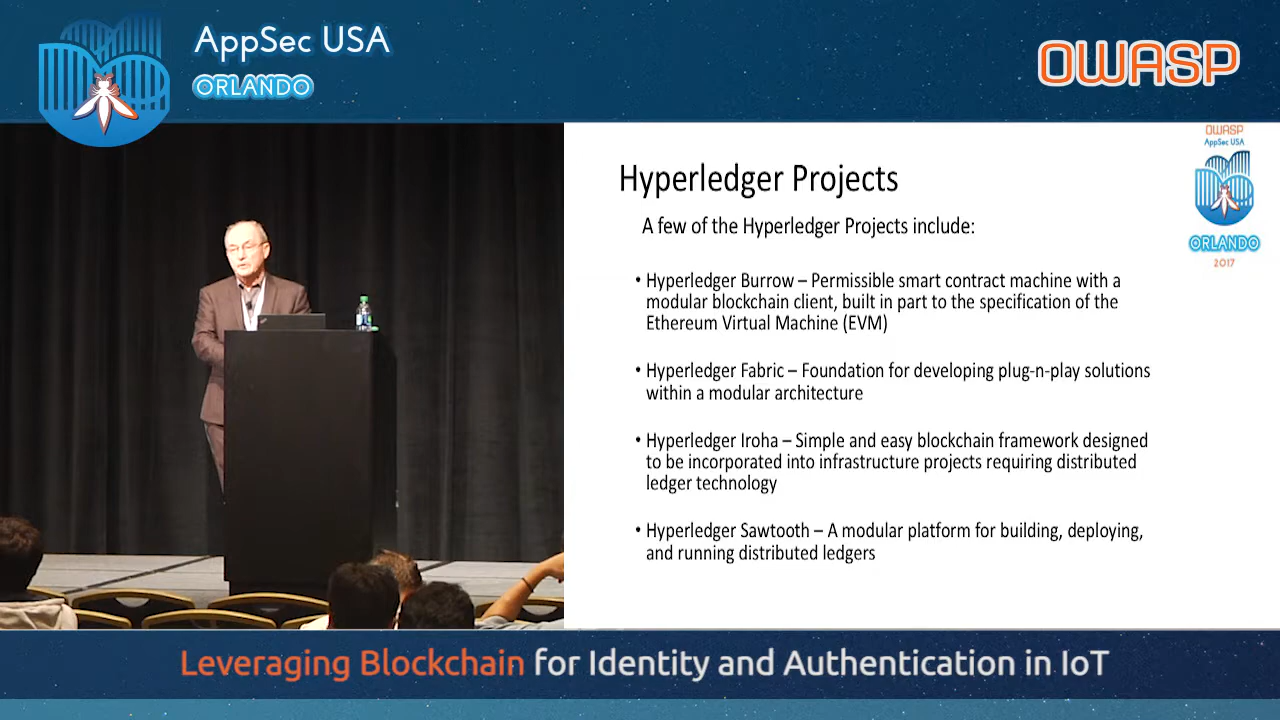 AppSec USA
ORLANDO
OWASP
OWASP
AppSec USA
ORLANDO
2017
Hyperledger Projects
A few of the Hyperledger Projects include:
• Hyperledger Burrow – Permissible smart contract machine with a
modular blockchain client, built in part to the specification of the
Ethereum Virtual Machine (EVM)
• Hyperledger Fabric – Foundation for developing plug-n-play solutions
within a modular architecture
• Hyperledger Iroha – Simple and easy blockchain framework designed
to be incorporated into infrastructure projects requiring distributed
ledger technology
• Hyperledger Sawtooth – A modular platform for building, deploying,
and running distributed ledgers
Leveraging Blockchain for Identity and Authentication in IoT